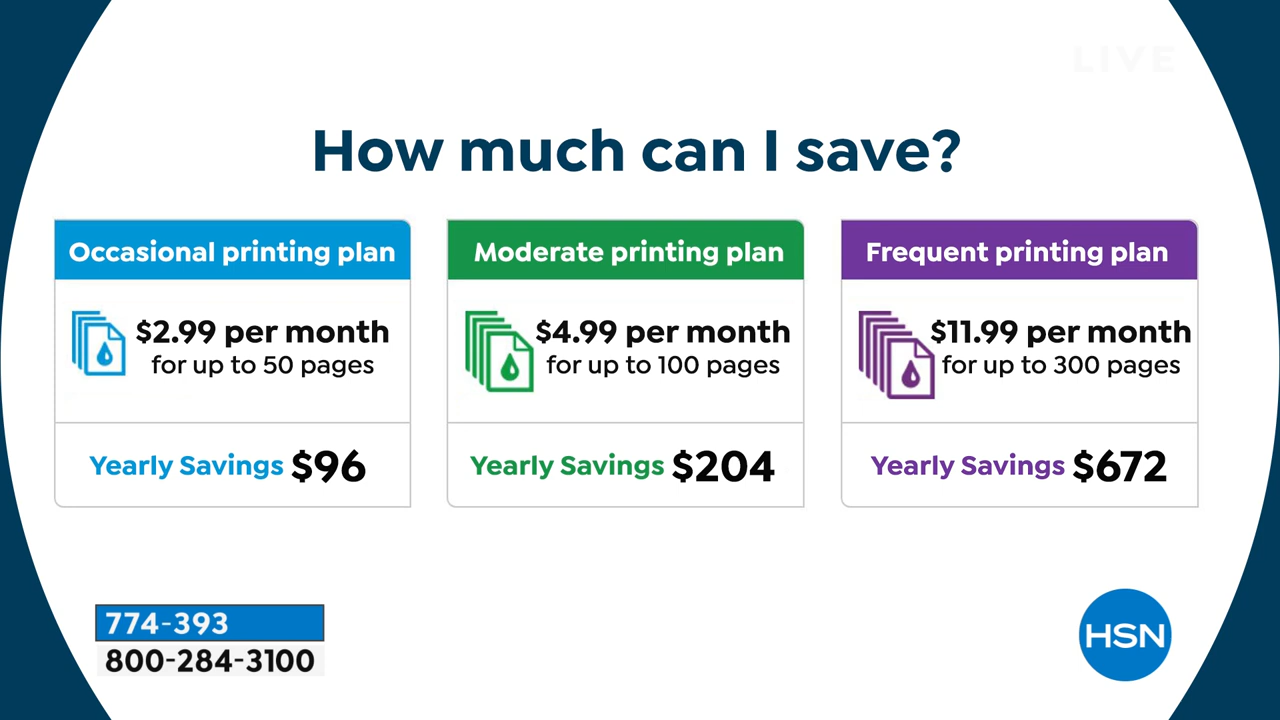 LIVE
How much can I save?
Occasional printing plan
$2.99 per month
for up to 50 pages
Yearly Savings $96
Moderate printing plan
$4.99 per month
for up to 100 pages
Yearly Savings $204
Frequent printing plan
$11.99 per month
for up to 300 pages
Yearly Savings $672
774-393
800-284-3100
HSN